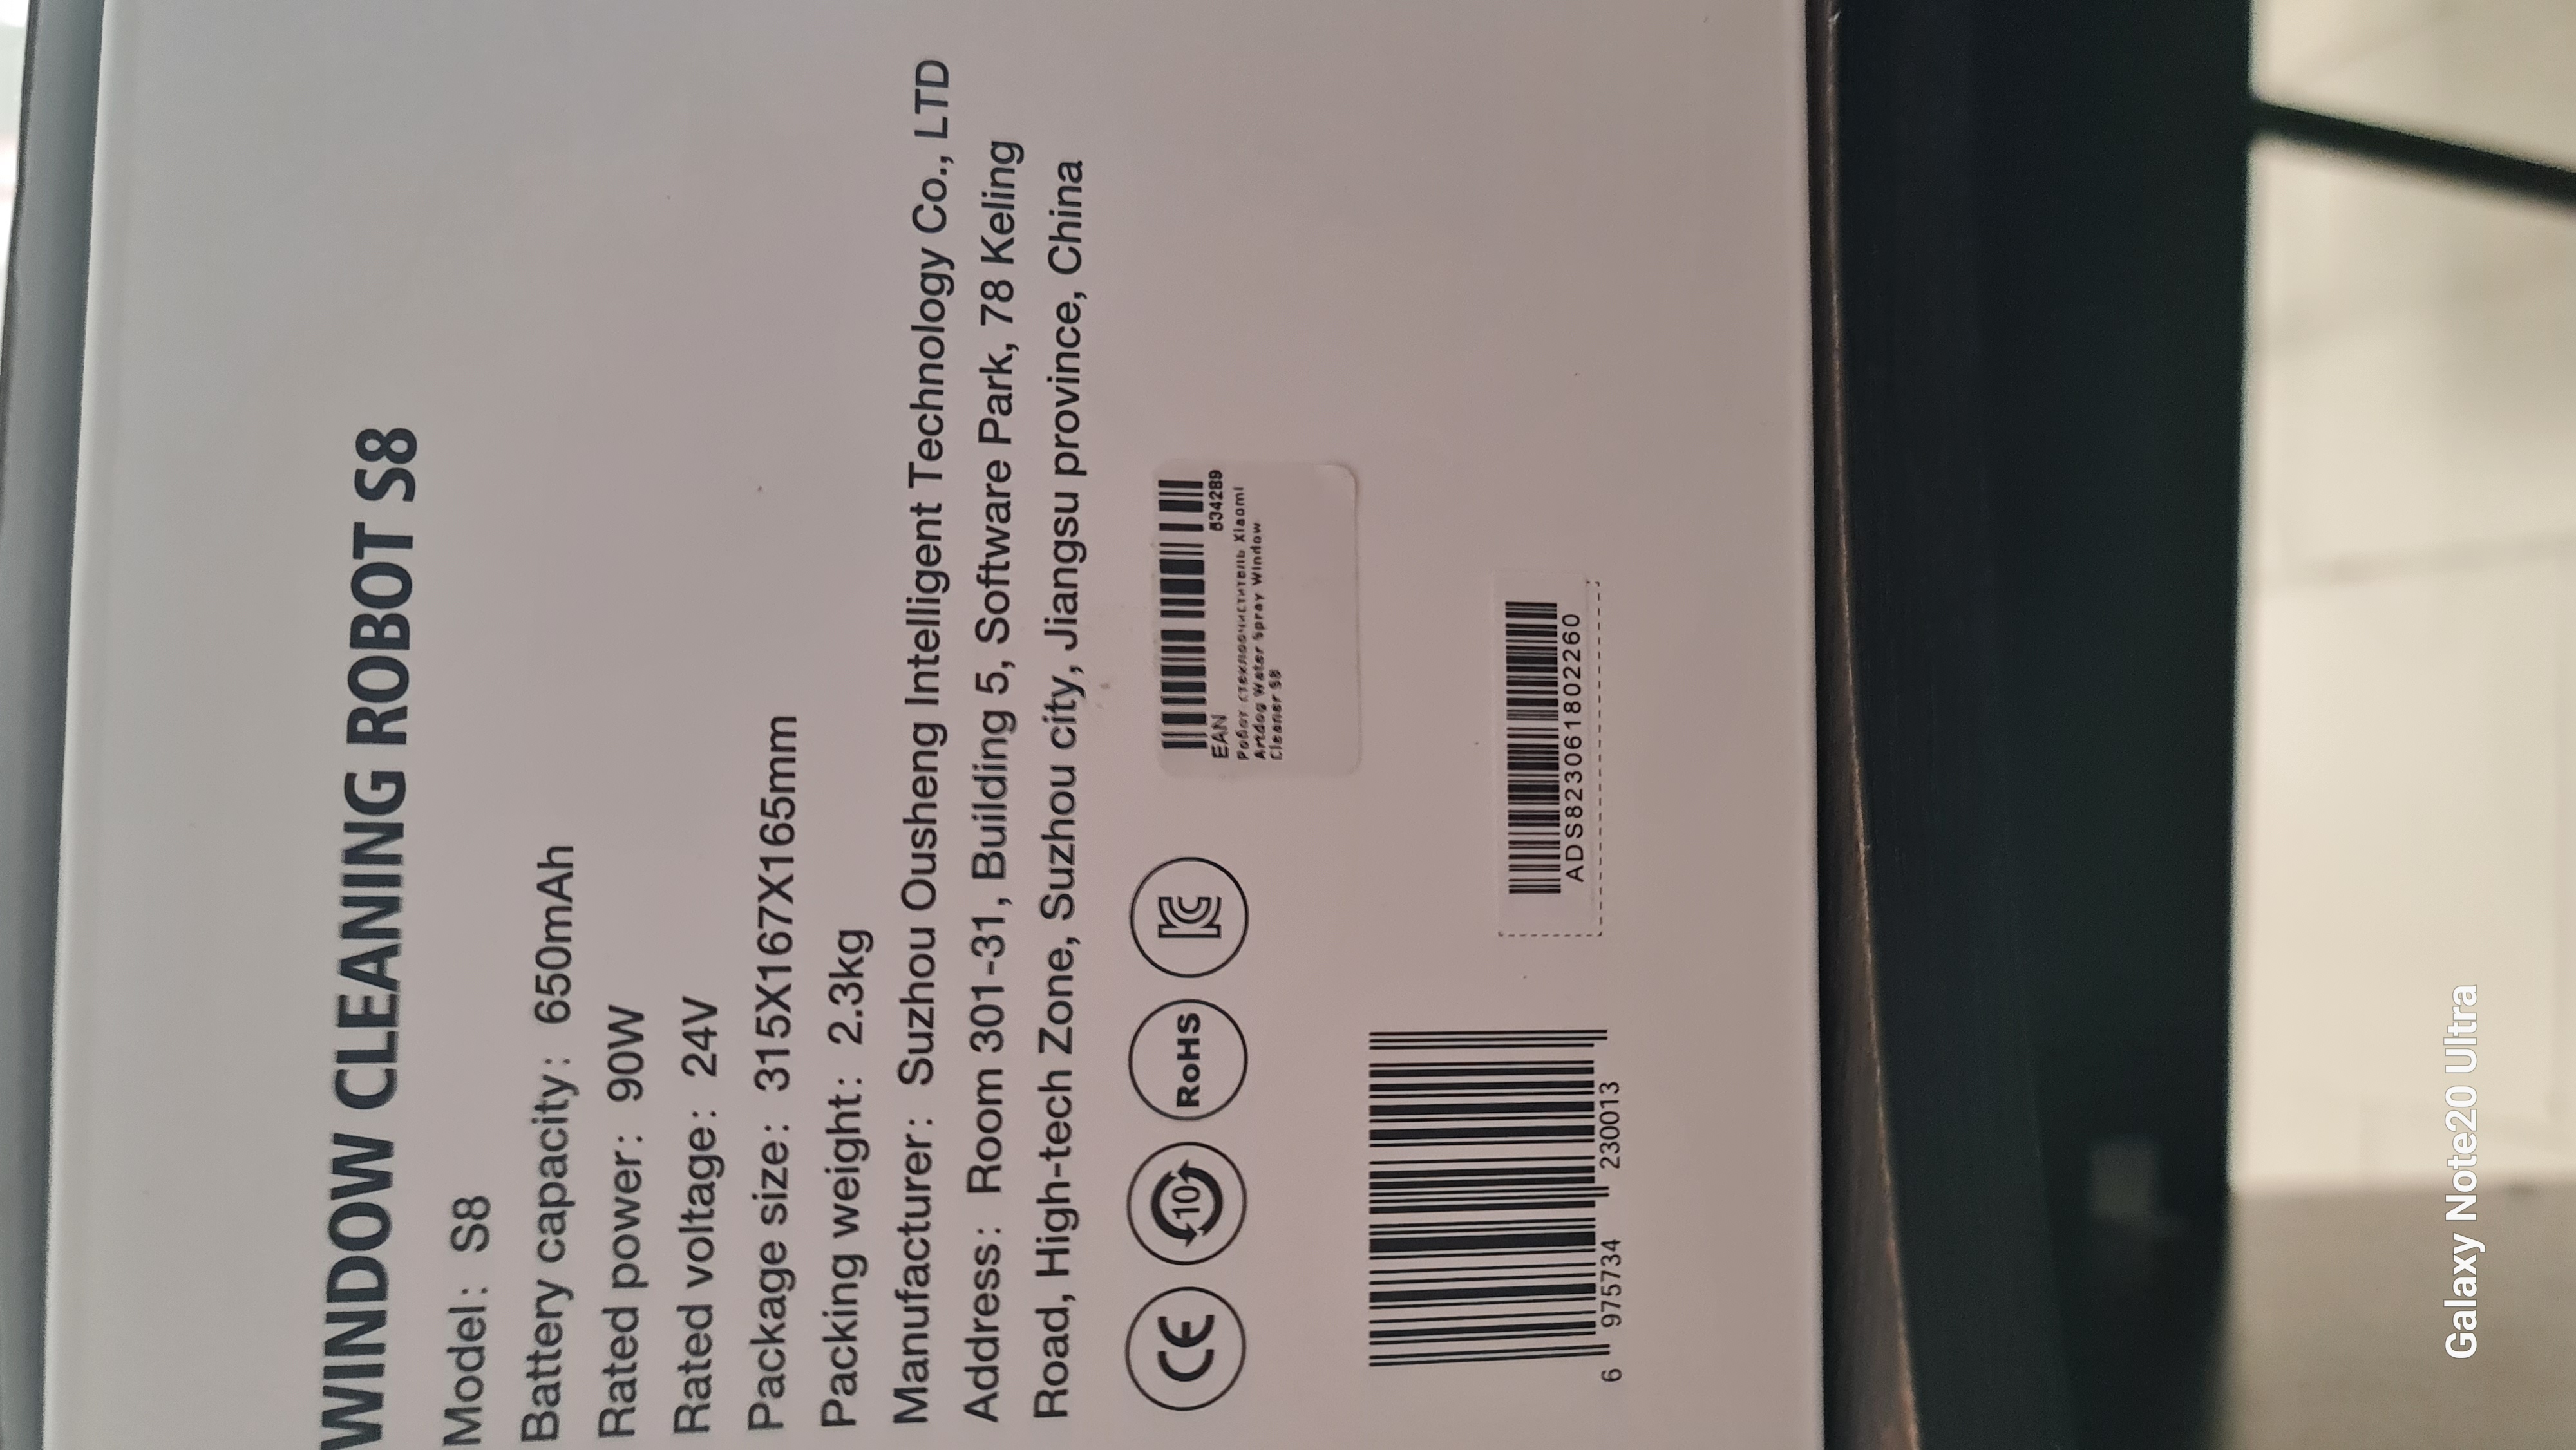 WINDOW CLEANING ROBOT S8
Model: S8
Battery capacity: 650mAh
Rated power: 90W
Rated voltage: 24V
Package size: 315X167X165mm
Packing weight: 2.3kg
Manufacturer: Suzhou Ousheng Intelligent Technology Co., LTD
Address: Room 301-31, Building 5, Software Park, 78 Keling
Road, High-tech Zone, Suzhou city, Jiangsu province, China
CE
10
RoHS
KC
EAN 834289
Робот стеклоочиститель Xiaomi
Artdog Water Spray Window
Cleaner S8
6 975734 230013
ADS823061802260
Galaxy Note20 Ultra